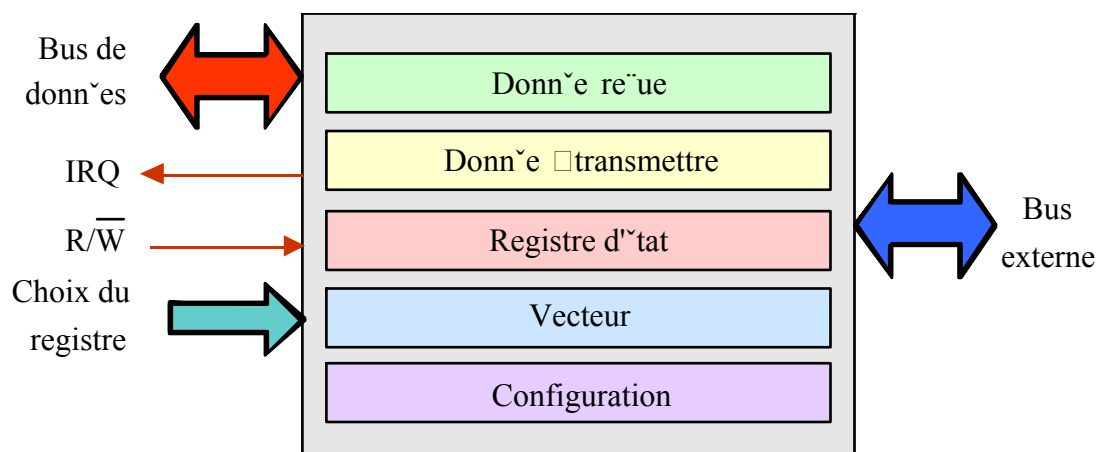 Bus de
donnˇes
IRQ
R/W̅
Choix du
registre
Donnˇe re¨ue
Donnˇe □transmettre
Registre d'ˇtat
Vecteur
Configuration
Bus
externe